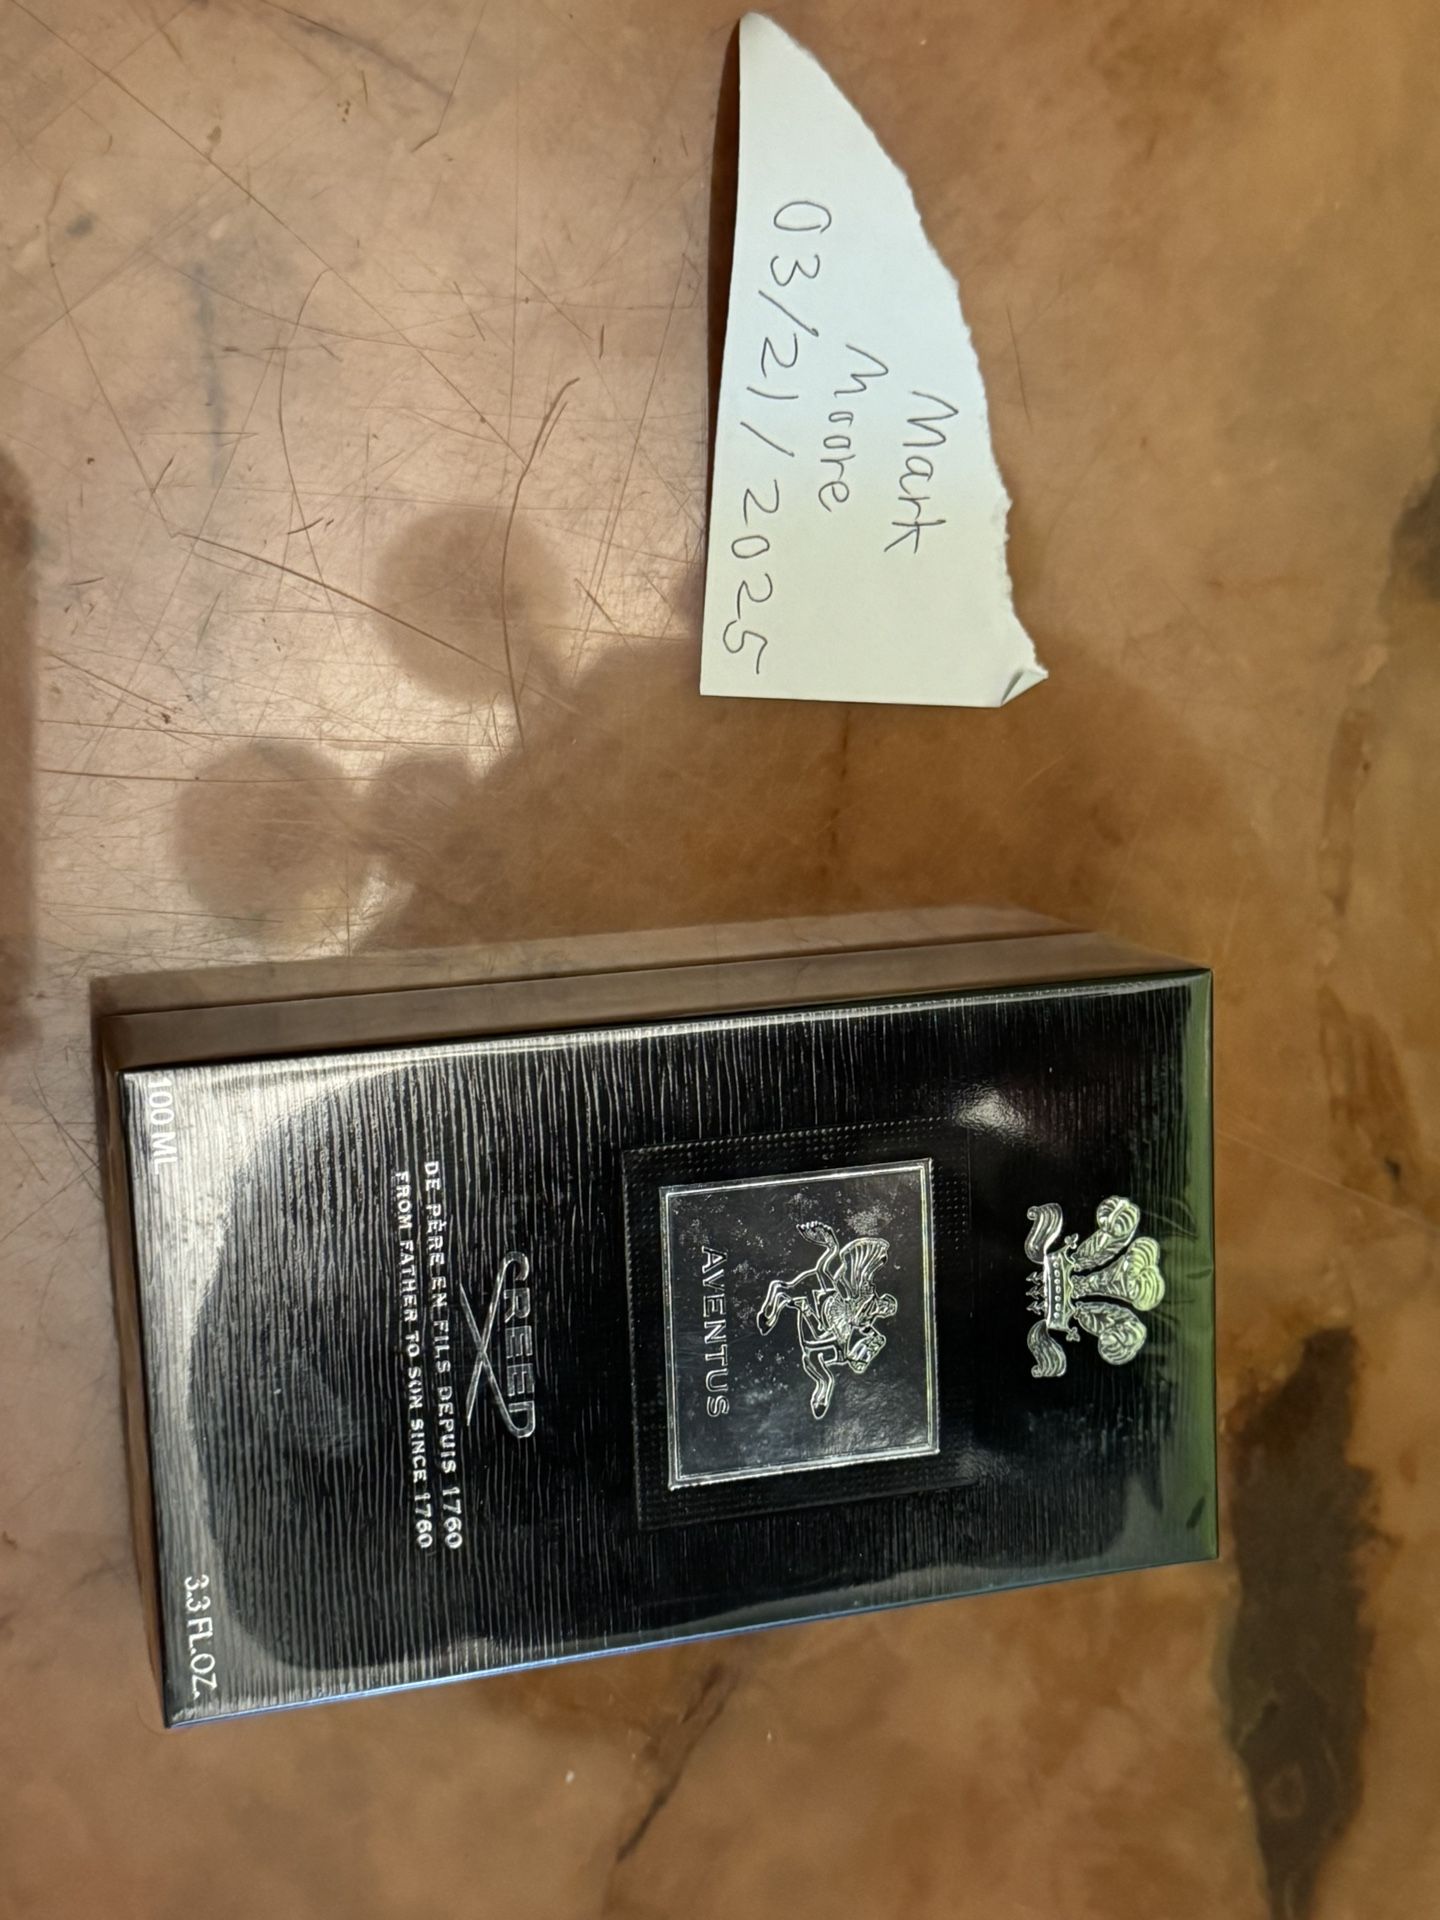 Mark
Moore
03/21/2025
AVENTUS
CREED
DE PÈRE EN FILS DEPUIS 1760
FROM FATHER TO SON SINCE 1760
100 ML
3.3 FL.OZ.